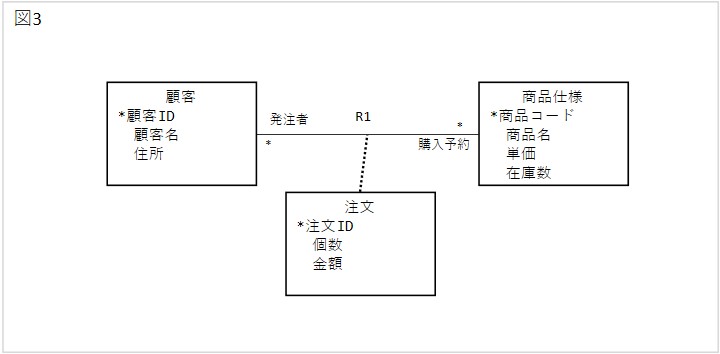 図3
顧客
*顧客ID
顧客名
住所
発注者
R1
*
*
購入予約
商品仕様
*商品コード
商品名
単価
在庫数
注文
*注文ID
個数
金額